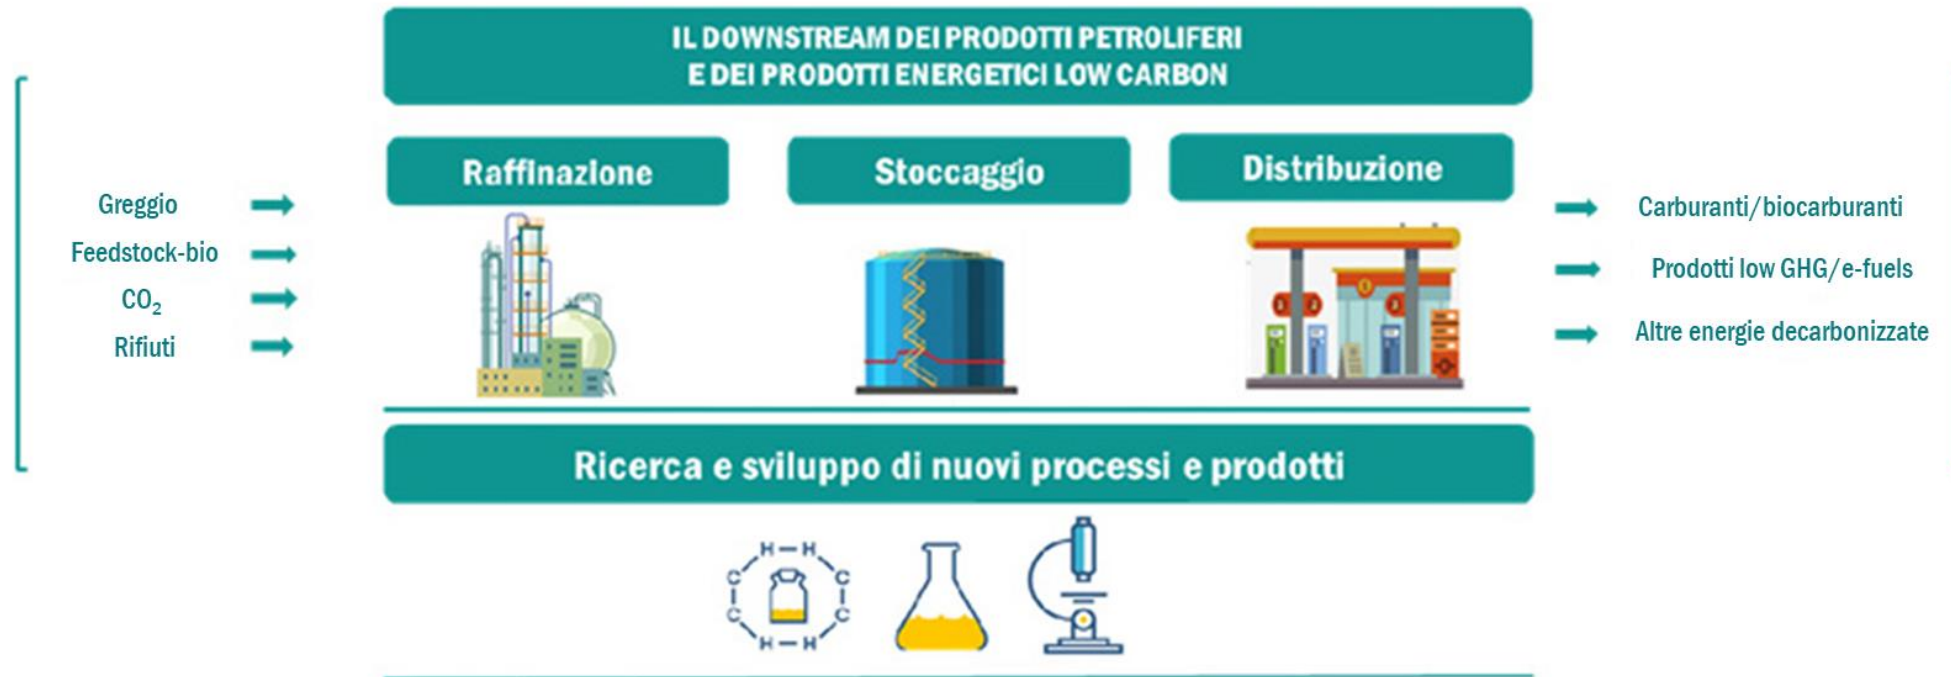 IL DOWNSTREAM DEI PRODOTTI PETROLIFERI
E DEI PRODOTTI ENERGETICI LOW CARBON
Raffinazione
Stoccaggio
Distribuzione
Greggio
Feedstock-bio
CO₂
Rifiuti
Carburanti/biocarburanti
Prodotti low GHG/e-fuels
Altre energie decarbonizzate
Ricerca e sviluppo di nuovi processi e prodotti
H H
C C
C C
H H